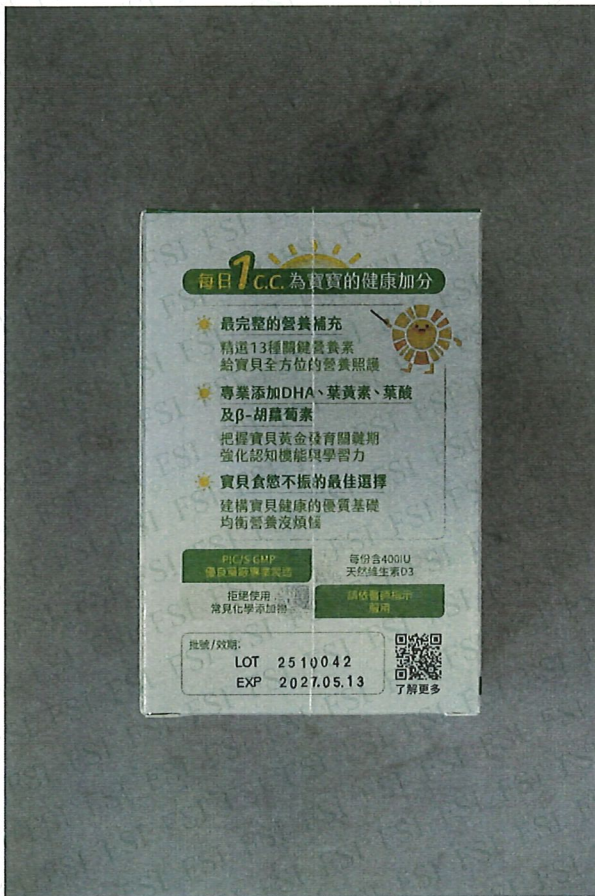 每日1c.c.為寶寶的健康加分
最完整的營養補充
精選13種關鍵營養素
給寶貝全方位的營養照護
專業添加DHA、葉黃素、葉酸
及β-胡蘿蔔素
把握寶貝黃金發育關鍵期
強化認知機能與學習力
寶貝食慾不振的最佳選擇
建構寶貝健康的優質基礎
均衡營養沒煩惱
PIC/S GMP
優良藥廠專業製造
每份含400IU
天然維生素D3
拒絕使用
常見化學添加物
請依醫師指示
服用
批號/效期:
LOT 2510042
EXP 2027.05.13
了解更多
FSI